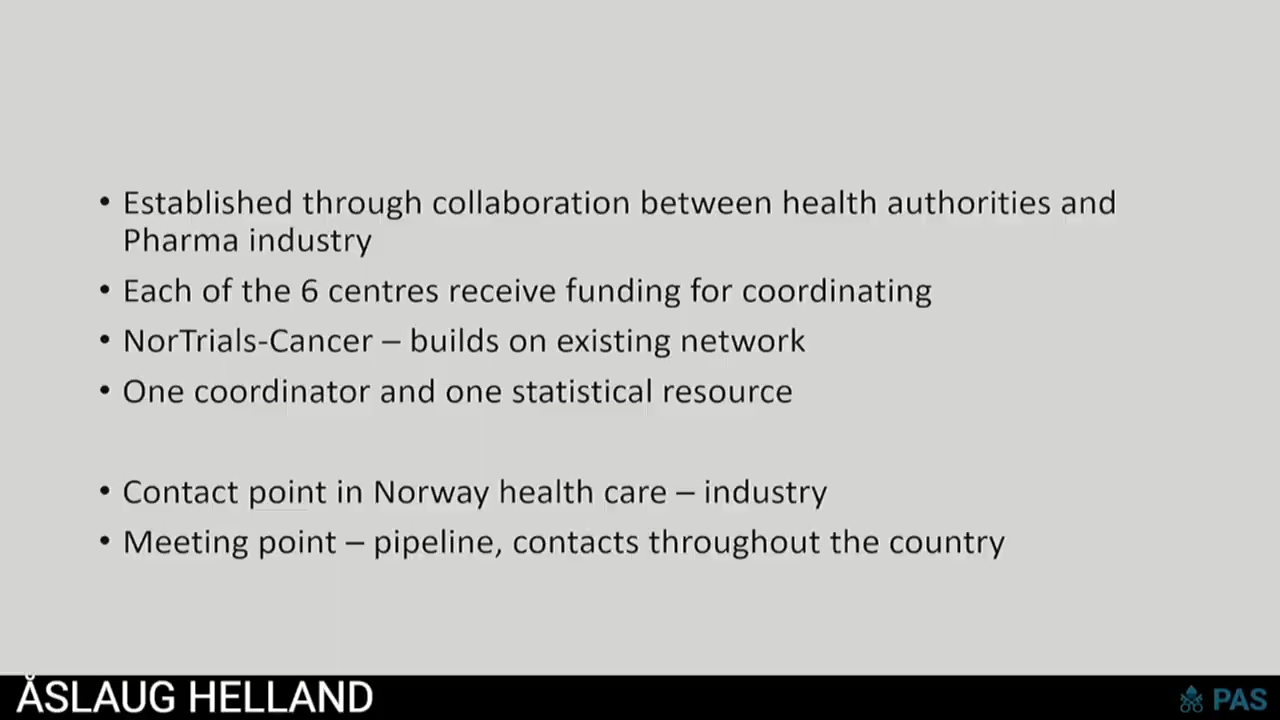 • Established through collaboration between health authorities and
Pharma industry
• Each of the 6 centres receive funding for coordinating
• NorTrials-Cancer – builds on existing network
• One coordinator and one statistical resource
• Contact point in Norway health care – industry
• Meeting point – pipeline, contacts throughout the country
ÅSLAUG HELLAND
PAS